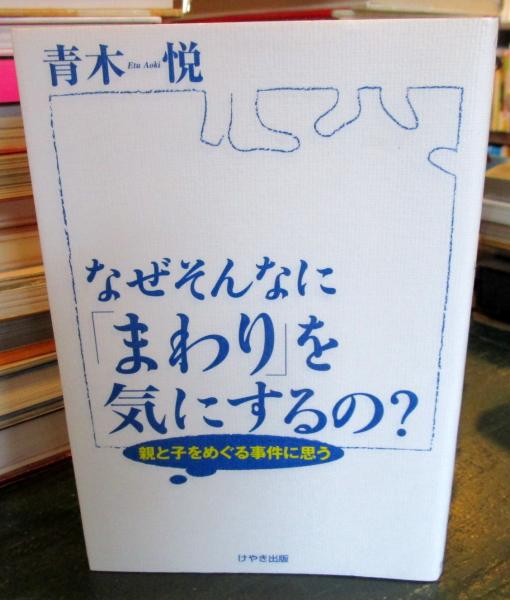 青木 悦
Etu Aoki
なぜそんなに
「まわり」を
気にするの?
親と子をめぐる事件に思う
けやき出版